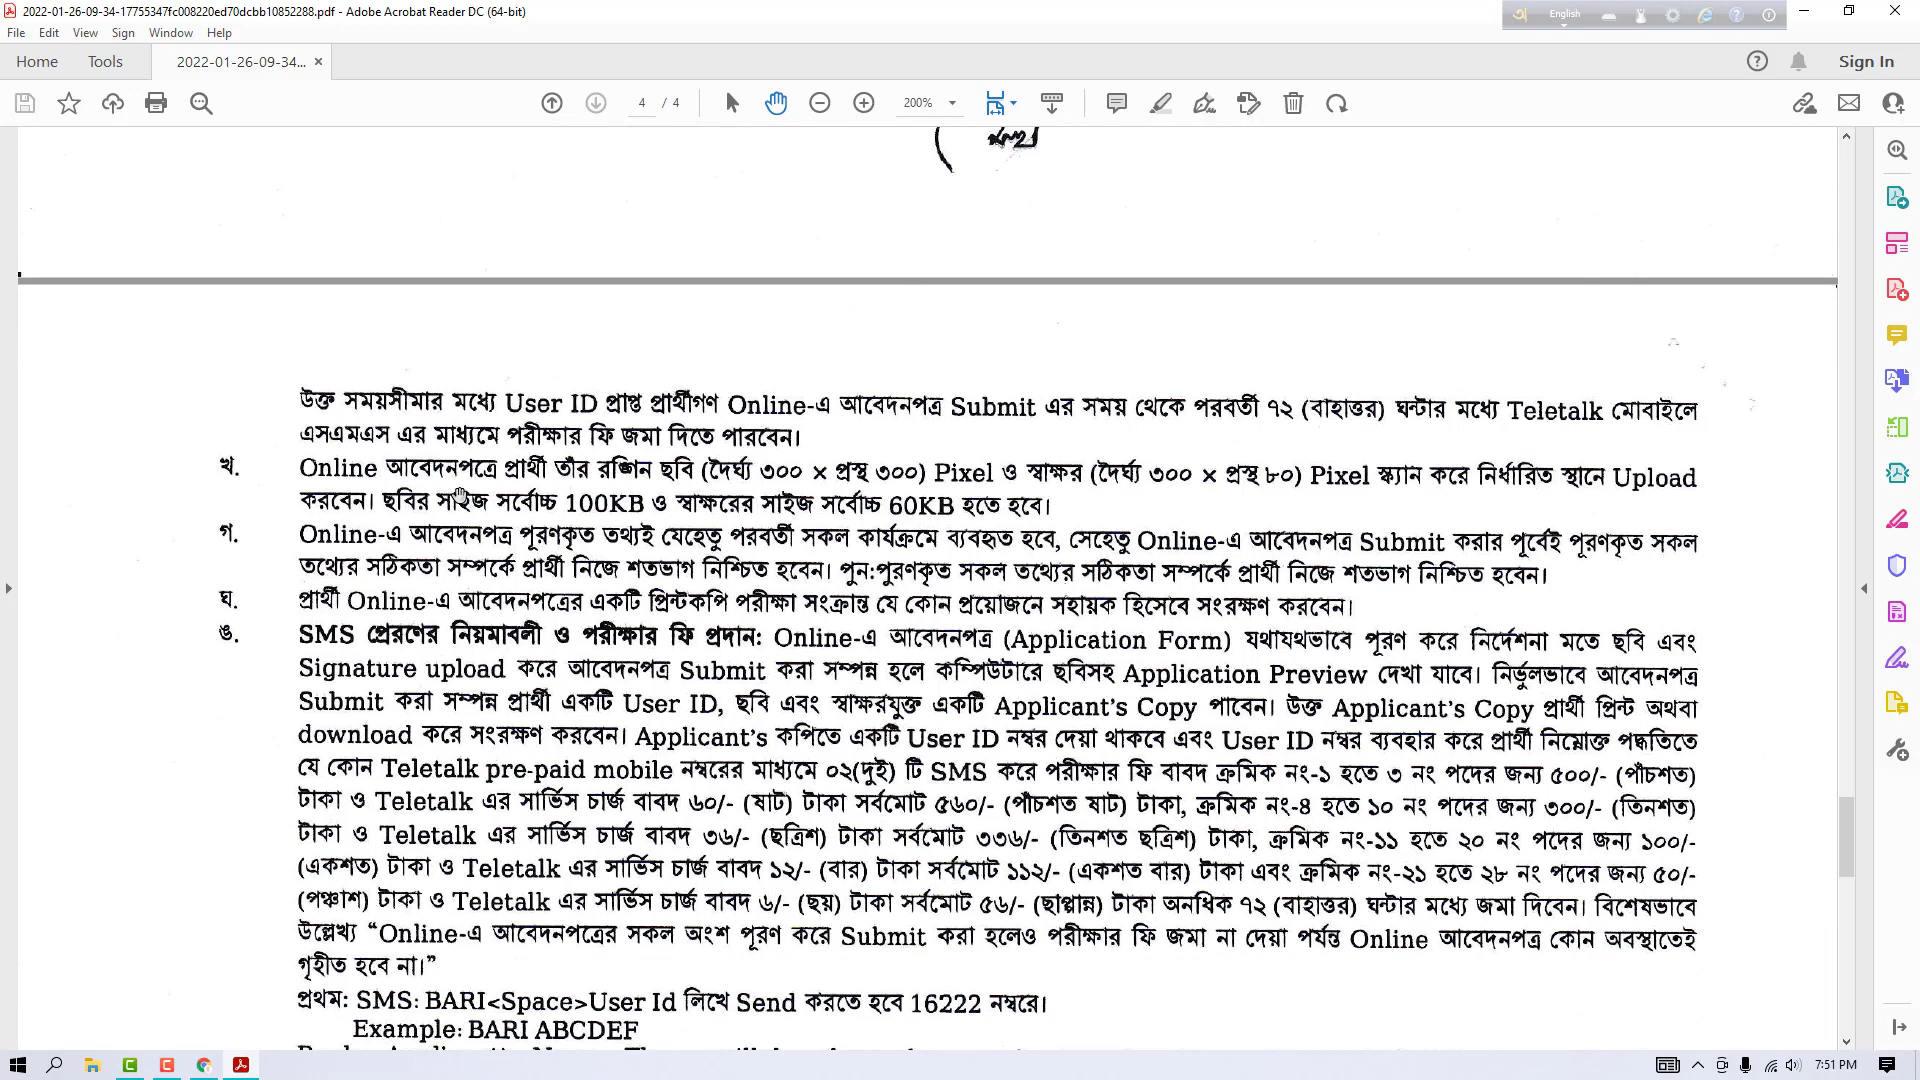 2022-01-26-09-34-17755347fc008220ed70dcbb10852288.pdf - Adobe Acrobat Reader DC (64-bit)
English
File Edit View Sign Window Help
Home Tools 2022-01-26-09-34... × Sign In
4 / 4 200%
উক্ত সময়সীমার মধ্যে User ID প্রাপ্ত প্রার্থীগণ Online-এ আবেদনপত্র Submit এর সময় থেকে পরবর্তী ৭২ (বাহাত্তর) ঘন্টার মধ্যে Teletalk মোবাইলে
এসএমএস এর মাধ্যমে পরীক্ষার ফি জমা দিতে পারবেন।
খ. Online আবেদনপত্রে প্রার্থী তাঁর রঙ্গিন ছবি (দৈর্ঘ্য ৩০০ × প্রস্থ ৩০০) Pixel ও স্বাক্ষর (দৈর্ঘ্য ৩০০ × প্রস্থ ৮০) Pixel স্ক্যান করে নির্ধারিত স্থানে Upload
করবেন। ছবির সাইজ সর্বোচ্চ 100KB ও স্বাক্ষরের সাইজ সর্বোচ্চ 60KB হতে হবে।
গ. Online-এ আবেদনপত্র পূরণকৃত তথ্যই যেহেতু পরবর্তী সকল কার্যক্রমে ব্যবহৃত হবে, সেহেতু Online-এ আবেদনপত্র Submit করার পূর্বেই পূরণকৃত সকল
তথ্যের সঠিকতা সম্পর্কে প্রার্থী নিজে শতভাগ নিশ্চিত হবেন। পুন:পুরণকৃত সকল তথ্যের সঠিকতা সম্পর্কে প্রার্থী নিজে শতভাগ নিশ্চিত হবেন।
ঘ. প্রার্থী Online-এ আবেদনপত্রের একটি প্রিন্টকপি পরীক্ষা সংক্রান্ত যে কোন প্রয়োজনে সহায়ক হিসেবে সংরক্ষণ করবেন।
ঙ. SMS প্রেরণের নিয়মাবলী ও পরীক্ষার ফি প্রদান: Online-এ আবেদনপত্র (Application Form) যথাযথভাবে পূরণ করে নির্দেশনা মতে ছবি এবং
Signature upload করে আবেদনপত্র Submit করা সম্পন্ন হলে কম্পিউটারে ছবিসহ Application Preview দেখা যাবে। নির্ভুলভাবে আবেদনপত্র
Submit করা সম্পন্ন প্রার্থী একটি User ID, ছবি এবং স্বাক্ষরযুক্ত একটি Applicant's Copy পাবেন। উক্ত Applicant's Copy প্রার্থী প্রিন্ট অথবা
download করে সংরক্ষণ করবেন। Applicant's কপিতে একটি User ID নম্বর দেয়া থাকবে এবং User ID নম্বর ব্যবহার করে প্রার্থী নিম্নোক্ত পদ্ধতিতে
যে কোন Teletalk pre-paid mobile নম্বরের মাধ্যমে ০২(দুই) টি SMS করে পরীক্ষার ফি বাবদ ক্রমিক নং-১ হতে ৩ নং পদের জন্য ৫০০/- (পাঁচশত)
টাকা ও Teletalk এর সার্ভিস চার্জ বাবদ ৬০/- (ষাট) টাকা সর্বমোট ৫৬০/- (পাঁচশত ষাট) টাকা, ক্রমিক নং-৪ হতে ১০ নং পদের জন্য ৩০০/- (তিনশত)
টাকা ও Teletalk এর সার্ভিস চার্জ বাবদ ৩৬/- (ছত্রিশ) টাকা সর্বমোট ৩৩৬/- (তিনশত ছত্রিশ) টাকা, ক্রমিক নং-১১ হতে ২০ নং পদের জন্য ১০০/-
(একশত) টাকা ও Teletalk এর সার্ভিস চার্জ বাবদ ১২/- (বার) টাকা সর্বমোট ১১২/- (একশত বার) টাকা এবং ক্রমিক নং-২১ হতে ২৮ নং পদের জন্য ৫০/-
(পঞ্চাশ) টাকা ও Teletalk এর সার্ভিস চার্জ বাবদ ৬/- (ছয়) টাকা সর্বমোট ৫৬/- (ছাপ্পান্ন) টাকা অনধিক ৭২ (বাহাত্তর) ঘন্টার মধ্যে জমা দিবেন। বিশেষভাবে
উল্লেখ্য “Online-এ আবেদনপত্রের সকল অংশ পূরণ করে Submit করা হলেও পরীক্ষার ফি জমা না দেয়া পর্যন্ত Online আবেদনপত্র কোন অবস্থাতেই
গৃহীত হবে না।”
প্রথম: SMS: BARI<Space>User Id লিখে Send করতে হবে 16222 নম্বরে।
Example: BARI ABCDEF
7:51 PM